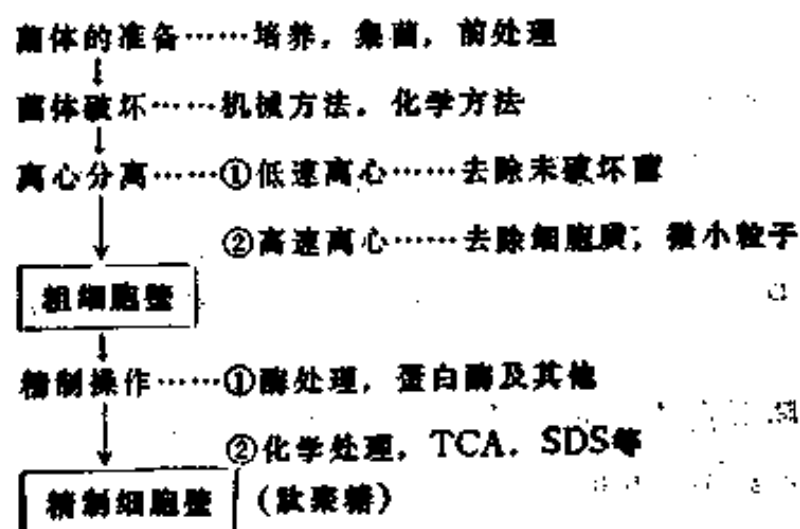 菌体的准备……培养，集菌，前处理
菌体破坏……机械方法，化学方法
离心分离……①低速离心……去除未破坏菌
②高速离心……去除细胞质，微小粒子
粗细胞壁
精制操作……①酶处理，蛋白酶及其他
②化学处理，TCA．SDS等
精制细胞壁（肽聚糖）